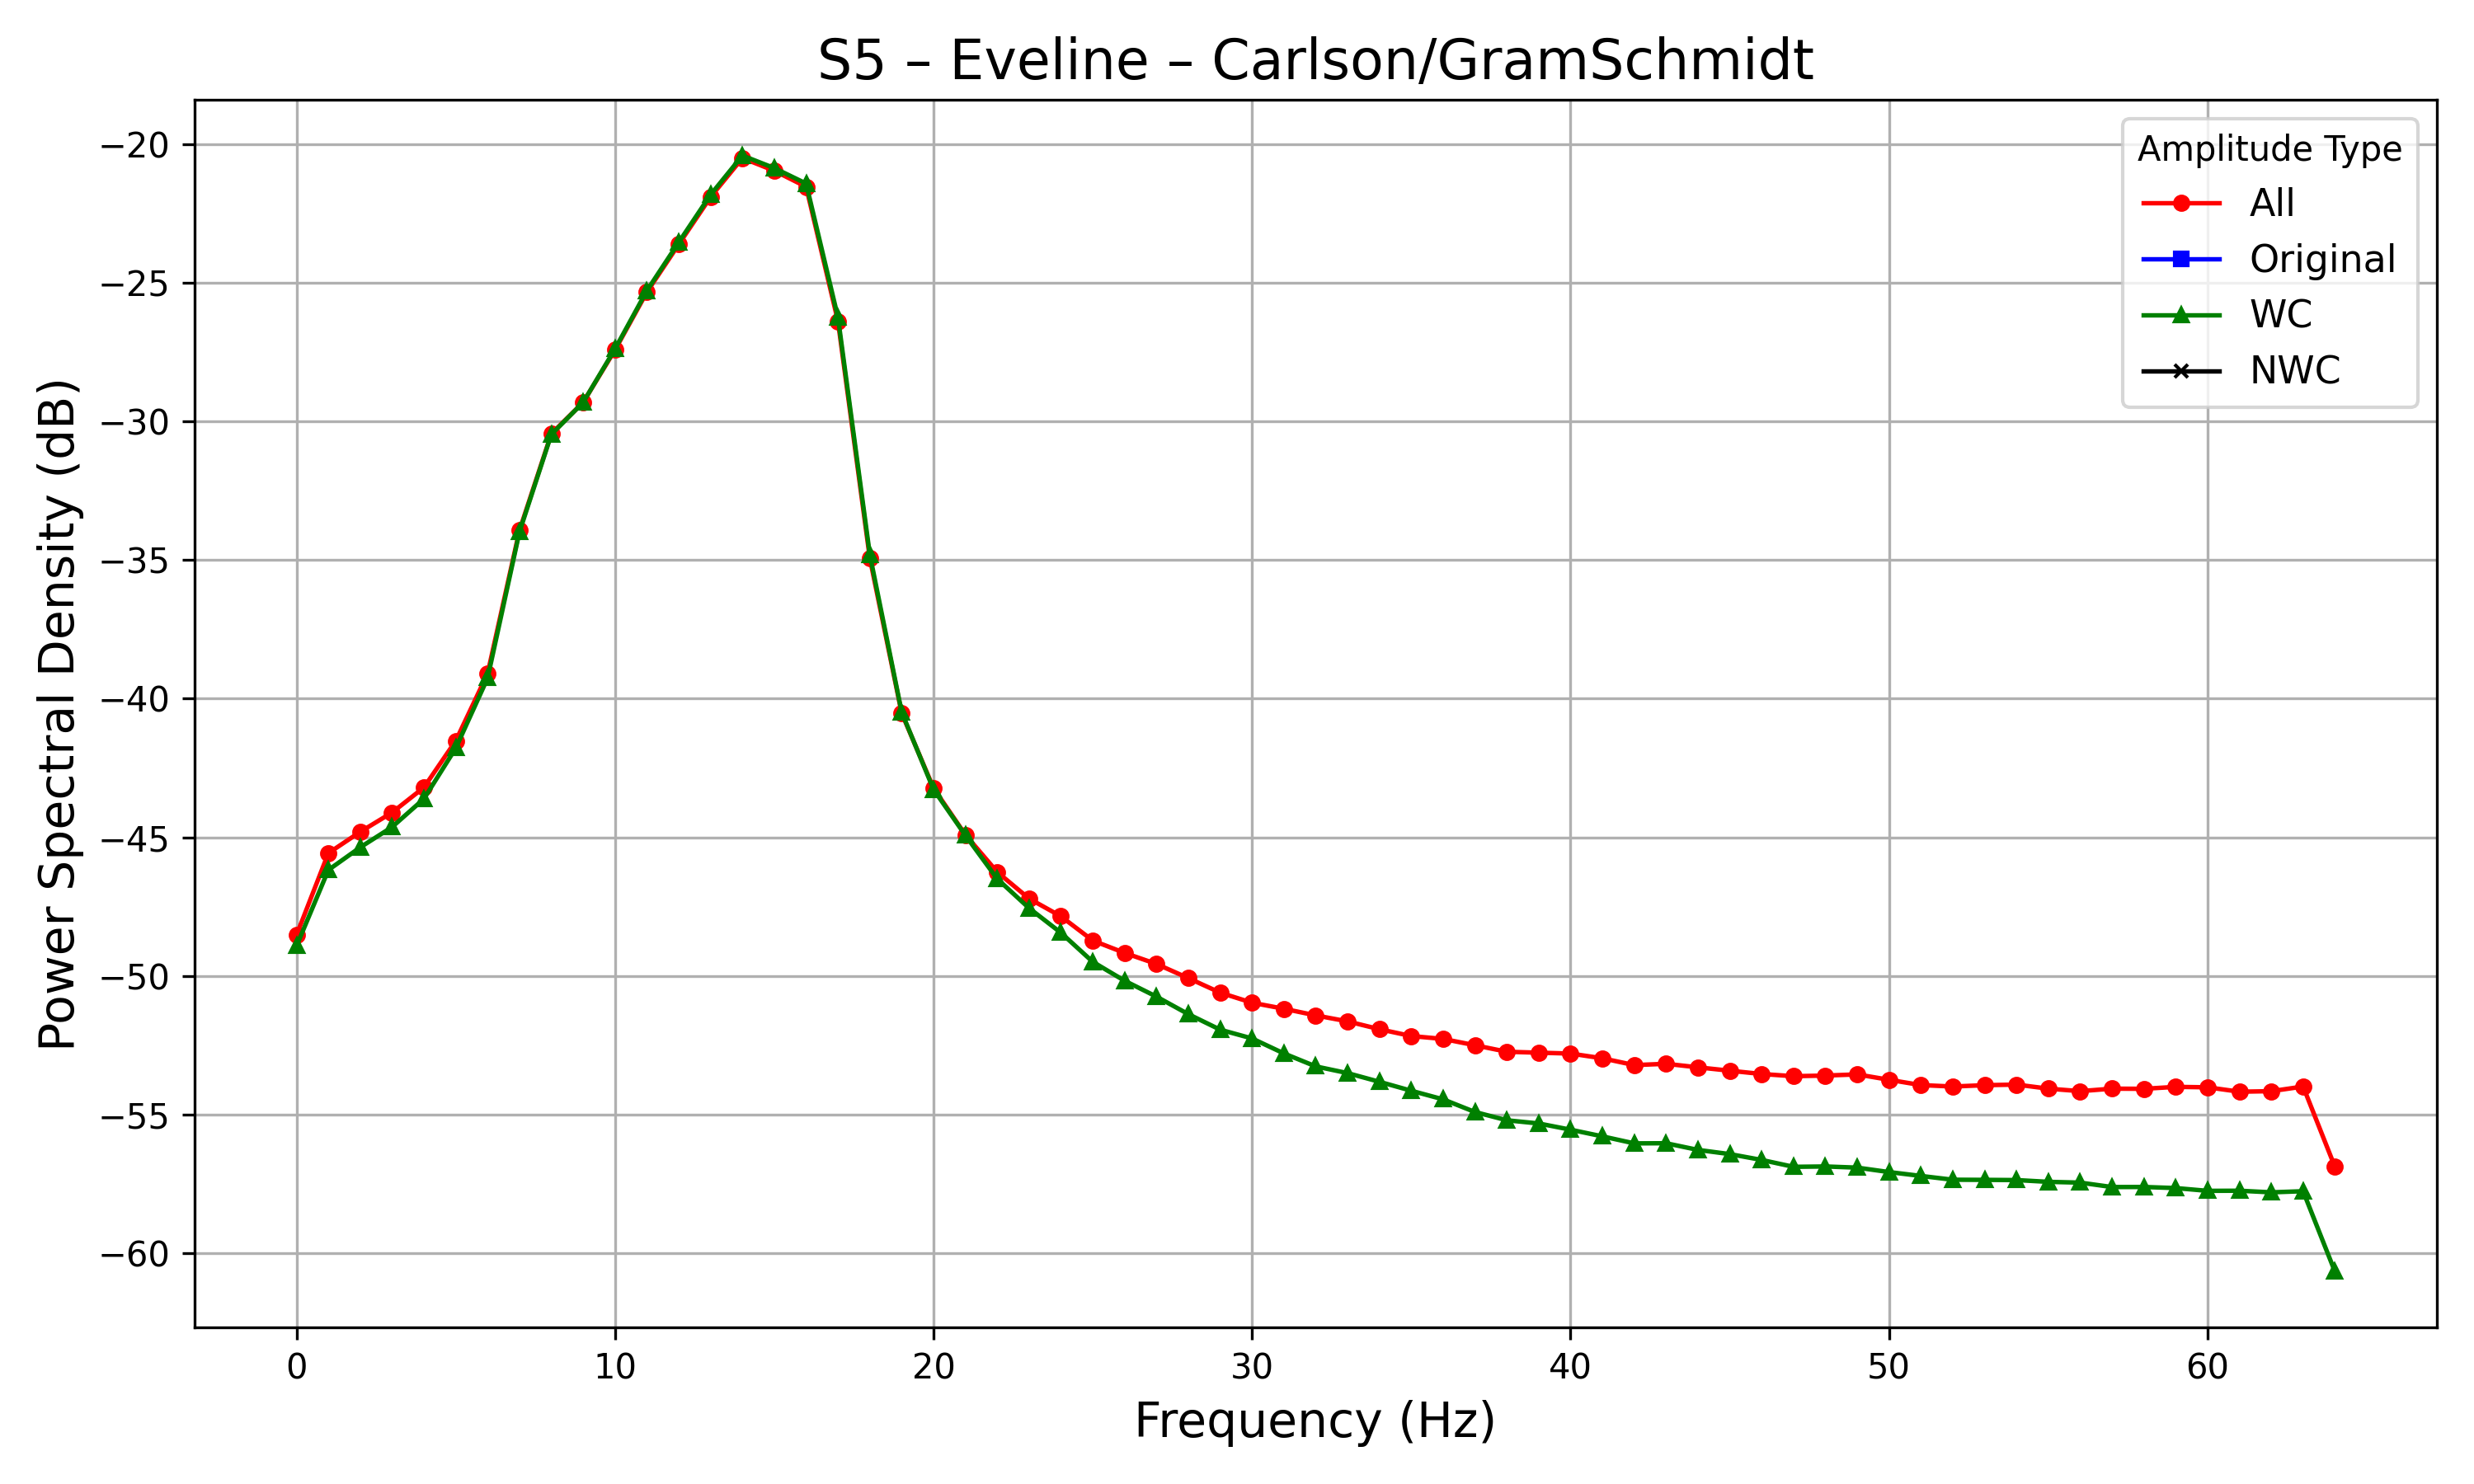 S5 – Eveline – Carlson/GramSchmidt
Power Spectral Density (dB)
−20
−25
−30
−35
−40
−45
−50
−55
−60
Amplitude Type
All
Original
WC
NWC
0 10 20 30 40 50 60
Frequency (Hz)